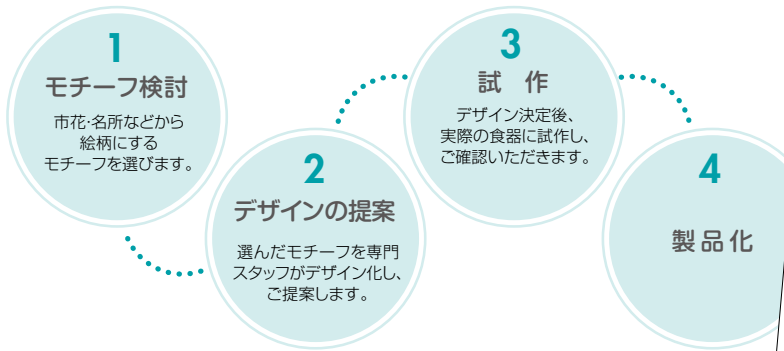 1
モチーフ検討
市花・名所などから
絵柄にする
モチーフを選びます。
2
デザインの提案
選んだモチーフを専門
スタッフがデザイン化し、
ご提案します。
3
試 作
デザイン決定後、
実際の食器に試作し、
ご確認いただきます。
4
製品化